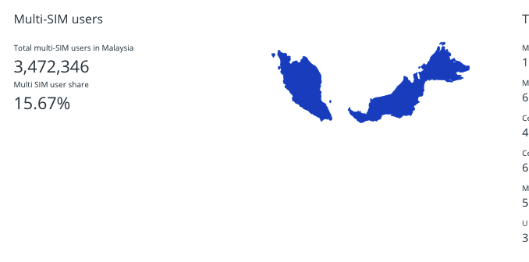 Multi-SIM users
Total multi-SIM users in Malaysia
3,472,346
Multi SIM user share
15.67%